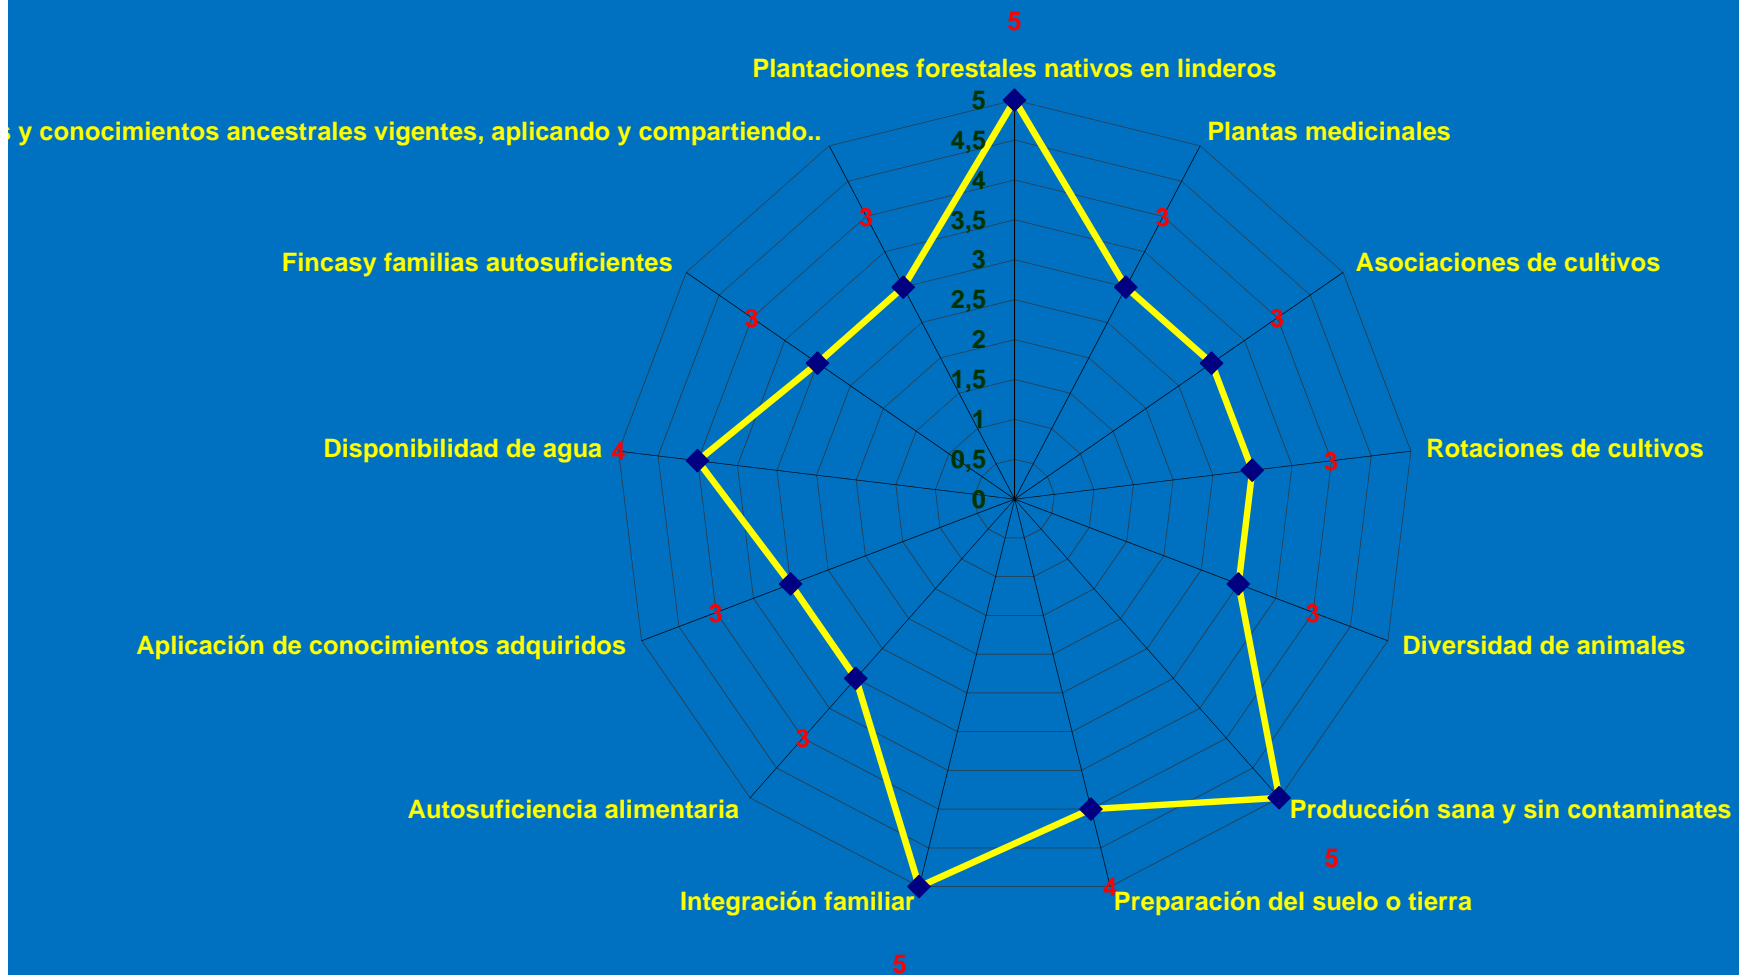 5
Plantaciones forestales nativos en linderos
5
y conocimientos ancestrales vigentes, aplicando y compartiendo..
Plantas medicinales
4,5
4
3
3,5
3
3
Fincasy familias autosuficientes
Asociaciones de cultivos
2,5
3
3
2
1,5
1
Disponibilidad de agua
4
0,5
3
Rotaciones de cultivos
0
3
3
Aplicación de conocimientos adquiridos
Diversidad de animales
3
Autosuficiencia alimentaria
Producción sana y sin contaminates
5
4
Integración familiar
Preparación del suelo o tierra
5